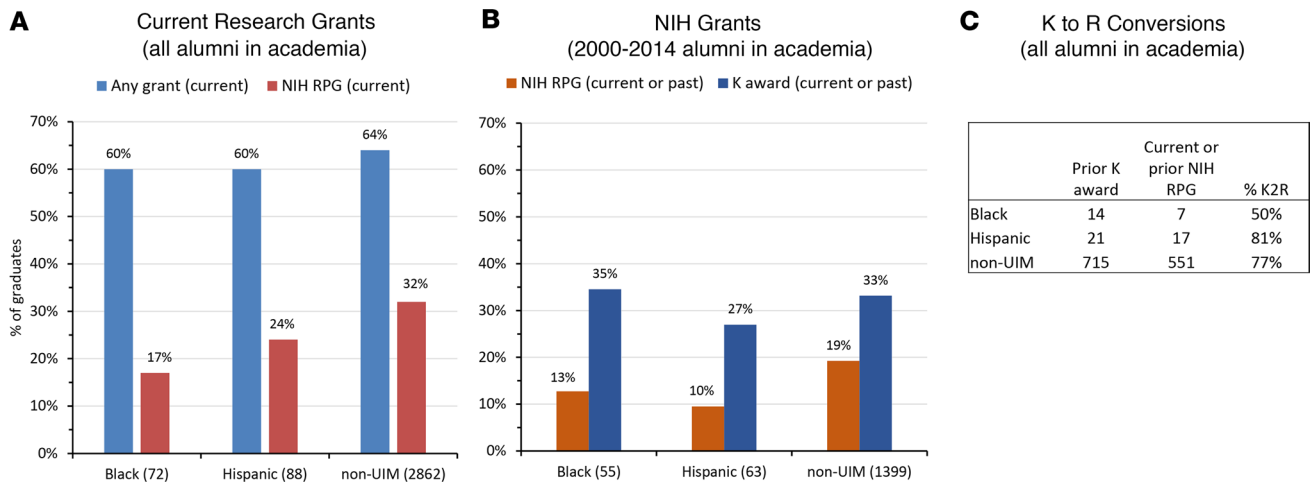 A
Current Research Grants
(all alumni in academia)
Any grant (current) NIH RPG (current)
% of graduates
70%
60%
50%
40%
30%
20%
10%
0%
60% 17%
60% 24%
64% 32%
Black (72) Hispanic (88) non-UIM (2862)
B
NIH Grants
(2000-2014 alumni in academia)
NIH RPG (current or past) K award (current or past)
70%
60%
50%
40%
30%
20%
10%
0%
13% 35%
10% 27%
19% 33%
Black (55) Hispanic (63) non-UIM (1399)
C
K to R Conversions
(all alumni in academia)
Prior K award Current or prior NIH RPG % K2R
Black 14 7 50%
Hispanic 21 17 81%
non-UIM 715 551 77%